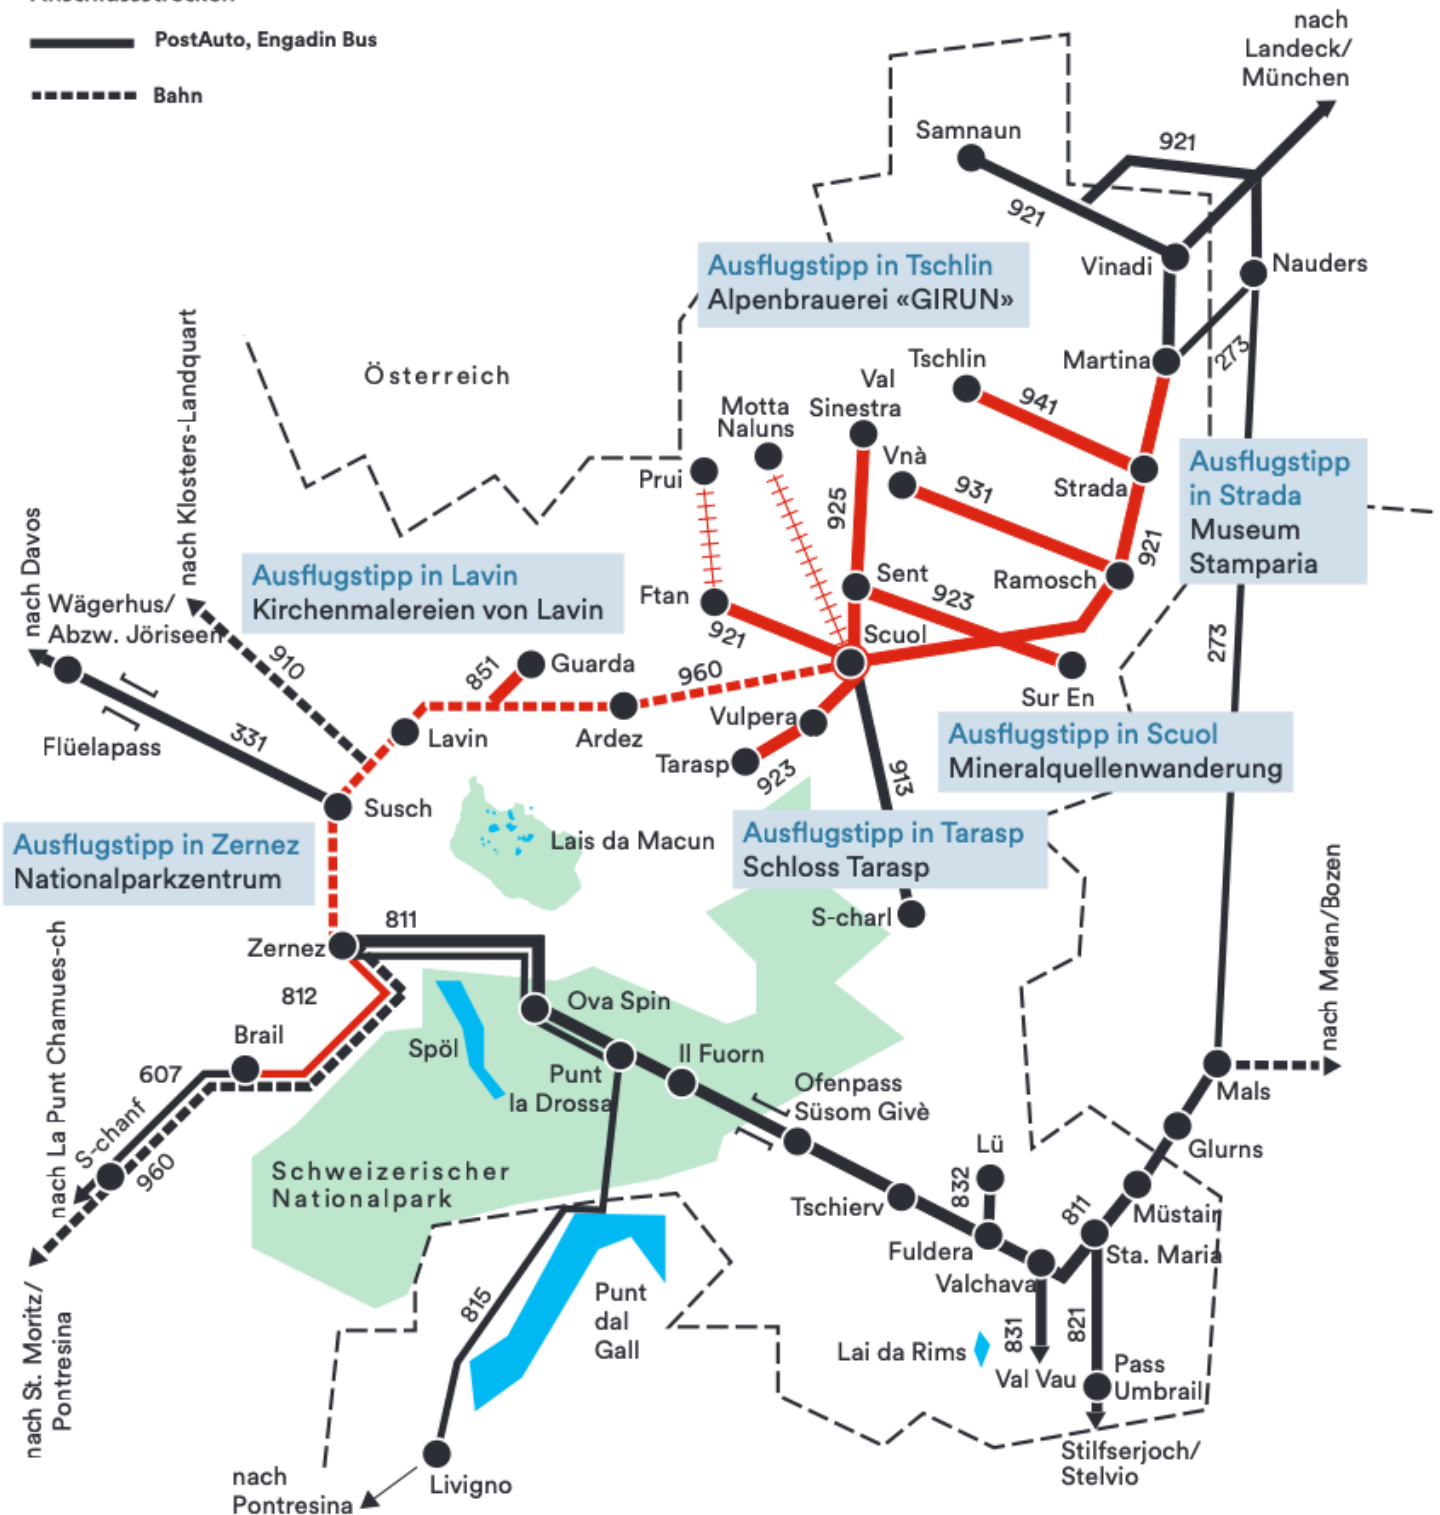 Anschlussstrecken
PostAuto, Engadin Bus
Bahn
nach
Landeck/
München
Samnaun
921
921
Vinadi
Nauders
Ausflugstipp in Tschlin
Alpenbrauerei «GIRUN»
nach Klosters-Landquart
Österreich
Martina
273
Tschlin
941
Val
Sinestra
Motta
Naluns
Vnà
Prui
925
931
Strada
921
Ausflugstipp
in Strada
Museum
Stamparia
nach Davos
Wägerhus/
Abzw. Jöriseen
Ausflugstipp in Lavin
Kirchenmalereien von Lavin
Ftan
921
Sent
923
Ramosch
Scuol
273
910
851
Guarda
960
Sur En
Flüelapass
331
Lavin
Ardez
Vulpera
Tarasp
923
913
Ausflugstipp in Scuol
Mineralquellenwanderung
Susch
Lais da Macun
Ausflugstipp in Zernez
Nationalparkzentrum
Ausflugstipp in Tarasp
Schloss Tarasp
S-charl
nach Meran/Bozen
nach La Punt Chamues-ch
811
Zernez
812
Ova Spin
Brail
Spöl
Il Fuorn
Punt
la Drossa
607
S-chanf
960
Ofenpass
Süsom Givè
Mals
Glurns
Lü
832
Schweizerischer
Nationalpark
Tschierv
811
Müstair
Fuldera
Sta. Maria
Valchava
nach St. Moritz/
Pontresina
815
Punt
dal
Gall
Lai da Rims
831
821
Val Vau
Pass
Umbrail
Stilfserjoch/
Stelvio
nach
Pontresina
Livigno